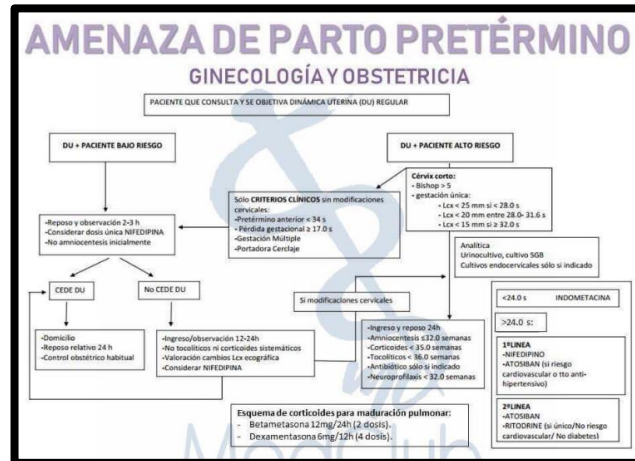 AMENAZA DE PARTO PRETÉRMINO
GINECOLOGÍA Y OBSTETRICIA
PACIENTE QUE CONSULTA Y SE OBJETIVA DINÁMICA UTERINA (DU) REGULAR
DU + PACIENTE BAJO RIESGO
DU + PACIENTE ALTO RIESGO
-Reposo y observación 2-3 h
-Considerar dosis única NIFEDIPINA
-No amniocentesis inicialmente
Sólo CRITERIOS CLÍNICOS sin modificaciones
cervicales:
-Pretérmino anterior < 34 s
- Pérdida gestacional ≥ 17.0 s
-Gestación Múltiple
-Portadora Cerclaje
Cérvix corto:
- Bishop > 5
- gestación única:
- Lcx < 25 mm si < 28.0 s
- Lcx < 20 mm entre 28.0- 31.6 s
- Lcx < 15 mm si ≥ 32.0 s
Analítica
Urinocultivo, cultivo SGB
Cultivos endocervicales sólo si indicado
CEDE DU
No CEDE DU
Si modificaciones cervicales
-Domicilio
-Reposo relativo 24 h
-Control obstétrico habitual
-Ingreso/observación 12-24h
-No tocolíticos ni corticoides sistemáticos
-Valoración cambios Lcx ecográfica
-Considerar NIFEDIPINA
-Ingreso y reposo 24h
-Amniocentesis ≤32.0 semanas
-Corticoides < 35.0 semanas
-Tocolíticos < 36.0 semanas
-Antibiótico sólo si indicado
-Neuroprofilaxis < 32.0 semanas
<24.0 s INDOMETACINA
>24.0 s:
1ªLINEA
-NIFEDIPINO
-ATOSIBAN (si riesgo
cardiovascular o tto anti-
hipertensivo)
2ªLINEA
-ATOSIBAN
-RITODRINE (si único/No riesgo
cardiovascular/ No diabetes)
Esquema de corticoides para maduración pulmonar:
- Betametasona 12mg/24h (2 dosis).
- Dexametasona 6mg/12h (4 dosis).
MedClub